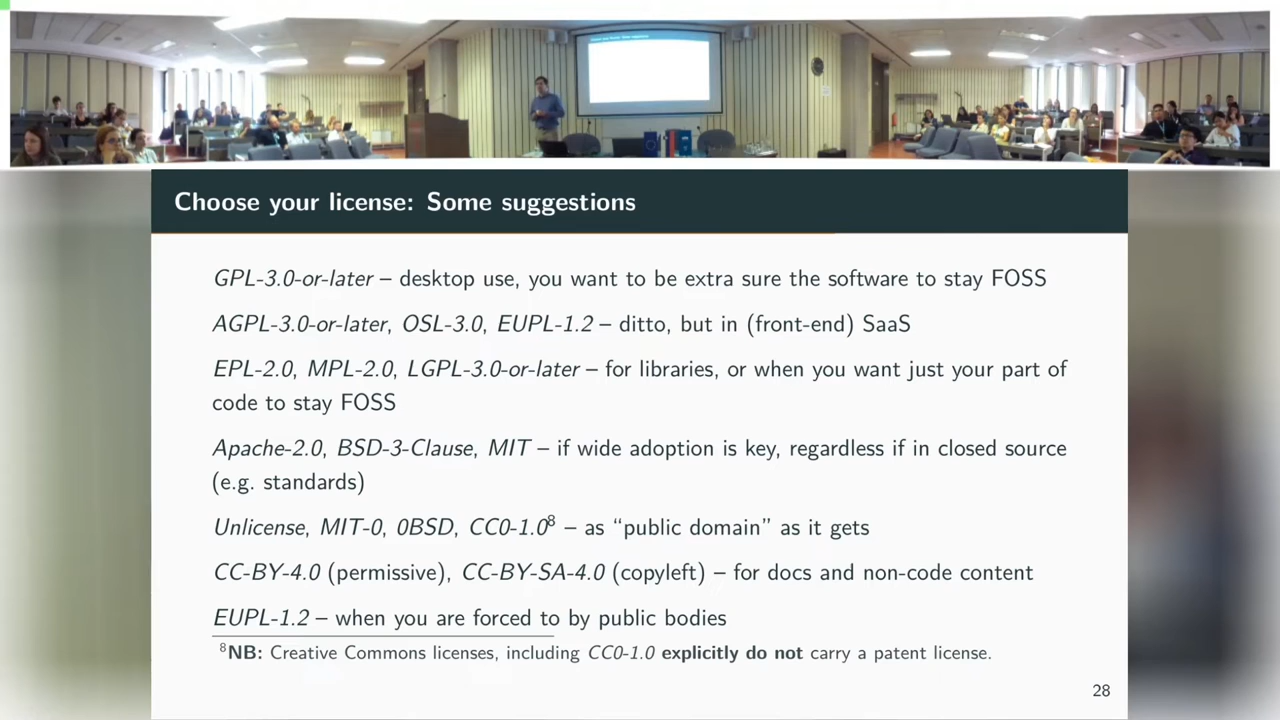 Choose your license: Some suggestions
GPL-3.0-or-later – desktop use, you want to be extra sure the software to stay FOSS
AGPL-3.0-or-later, OSL-3.0, EUPL-1.2 – ditto, but in (front-end) SaaS
EPL-2.0, MPL-2.0, LGPL-3.0-or-later – for libraries, or when you want just your part of
code to stay FOSS
Apache-2.0, BSD-3-Clause, MIT – if wide adoption is key, regardless if in closed source
(e.g. standards)
Unlicense, MIT-0, 0BSD, CC0-1.0⁸ – as “public domain” as it gets
CC-BY-4.0 (permissive), CC-BY-SA-4.0 (copyleft) – for docs and non-code content
EUPL-1.2 – when you are forced to by public bodies
⁸NB: Creative Commons licenses, including CC0-1.0 explicitly do not carry a patent license.
28